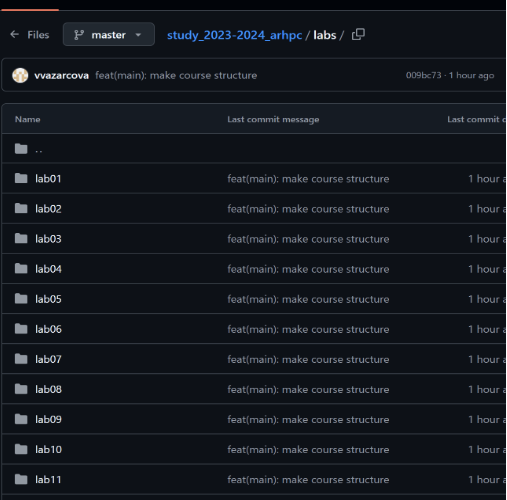 Files master study_2023-2024_arhpc / labs /
vvazarcova feat(main): make course structure 009bc73 · 1 hour ago
Name Last commit message Last commit
..
lab01 feat(main): make course structure 1 hour
lab02 feat(main): make course structure 1 hour
lab03 feat(main): make course structure 1 hour
lab04 feat(main): make course structure 1 hour
lab05 feat(main): make course structure 1 hour
lab06 feat(main): make course structure 1 hour
lab07 feat(main): make course structure 1 hour
lab08 feat(main): make course structure 1 hour
lab09 feat(main): make course structure 1 hour
lab10 feat(main): make course structure 1 hour
lab11 feat(main): make course structure 1 hour